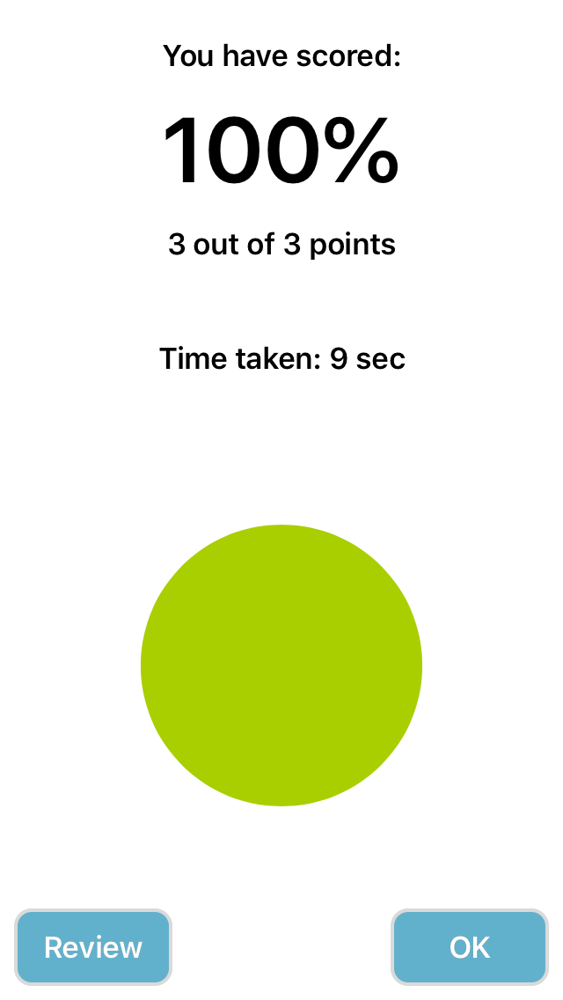 You have scored:
100%
3 out of 3 points
Time taken: 9 sec
Review
OK